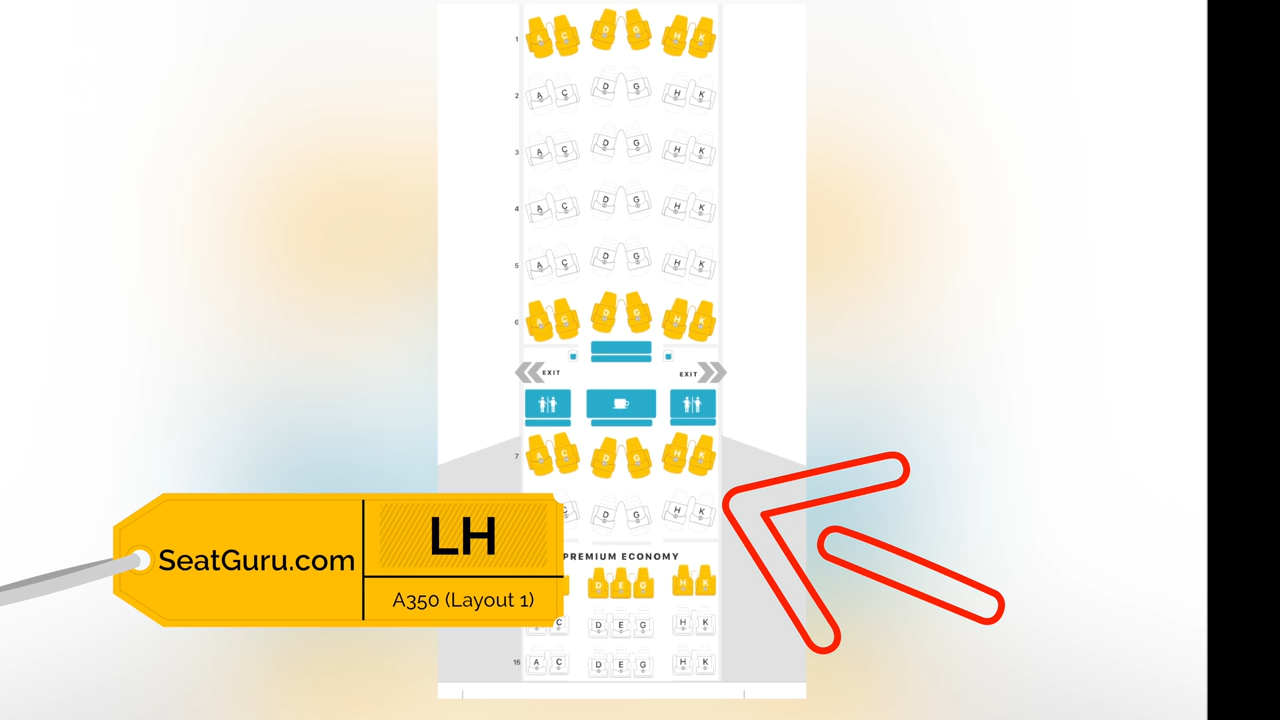 1 A C D G H K
2 A C D G H K
3 A C D G H K
4 A C D G H K
5 A C D G H K
6 A C D G H K
EXIT EXIT
7 A C D G H K
C D G H K
PREMIUM ECONOMY
D E G H K
C D E G H K
15 A C D E G H K
SeatGuru.com
LH
A350 (Layout 1)